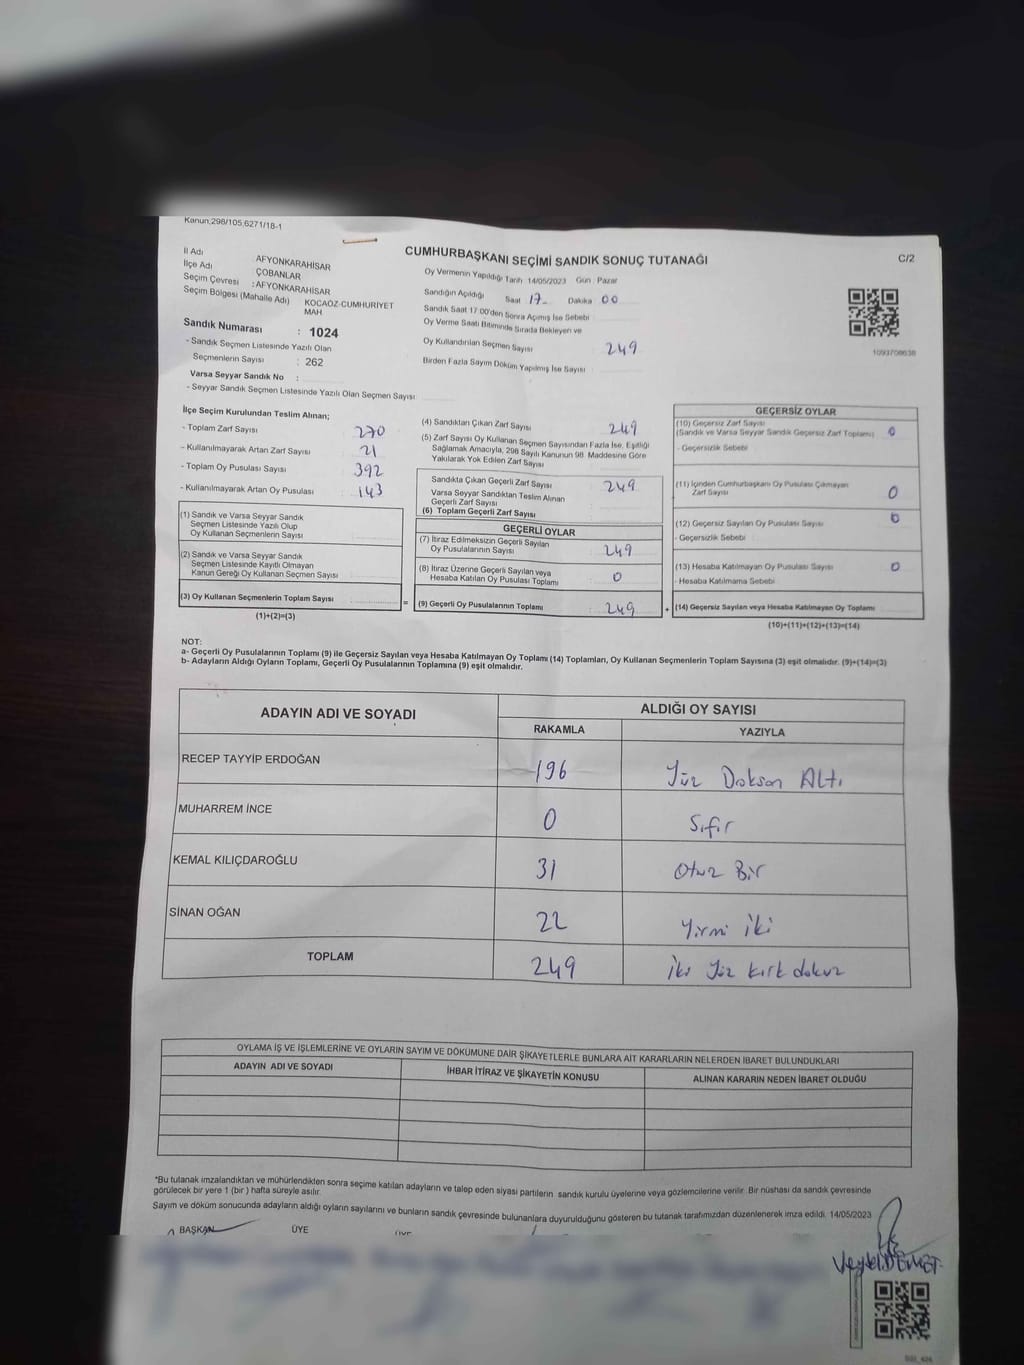 Kanun;298/105,6271/18-1
CUMHURBAŞKANI SEÇİMİ SANDIK SONUÇ TUTANAĞI
C/2
İl Adı AFYONKARAHİSAR
İlçe Adı ÇOBANLAR
Seçim Çevresi :AFYONKARAHİSAR
Seçim Bölgesi (Mahalle Adı) KOCAÖZ-CUMHURİYET MAH
Sandık Numarası : 1024
- Sandık Seçmen Listesinde Yazılı Olan
Seçmenlerin Sayısı : 262
Varsa Seyyar Sandık No :
- Seyyar Sandık Seçmen Listesinde Yazılı Olan Seçmen Sayısı
Oy Vermenin Yapıldığı Tarih 14/05/2023 Gün Pazar
Sandığın Açıldığı Saat 17 Dakika 00
Sandık Saat 17:00'den Sonra Açılmış İse Sebebi
Oy Verme Saati Bitiminde Sırada Bekleyen ve
Oy Kullandırılan Seçmen Sayısı 249
Birden Fazla Sayım Döküm Yapılmış İse Sayısı
1093708638
İlçe Seçim Kurulundan Teslim Alınan;
- Toplam Zarf Sayısı 270
- Kullanılmayarak Artan Zarf Sayısı 21
- Toplam Oy Pusulası Sayısı 392
- Kullanılmayarak Artan Oy Pusulası 143
(1) Sandık ve Varsa Seyyar Sandık
Seçmen Listesinde Yazılı Olup
Oy Kullanan Seçmenlerin Sayısı
(2) Sandık ve Varsa Seyyar Sandık
Seçmen Listesinde Kayıtlı Olmayan
Kanun Gereği Oy Kullanan Seçmen Sayısı
(3) Oy Kullanan Seçmenlerin Toplam Sayısı
(1)+(2)=(3)
(4) Sandıktan Çıkan Zarf Sayısı 249
(5) Zarf Sayısı Oy Kullanan Seçmen Sayısından Fazla İse, Eşitliği
Sağlamak Amacıyla, 298 Sayılı Kanunun 98. Maddesine Göre
Yakılarak Yok Edilen Zarf Sayısı
Sandıkta Çıkan Geçerli Zarf Sayısı 249
Varsa Seyyar Sandıktan Teslim Alınan
Geçerli Zarf Sayısı
(6) Toplam Geçerli Zarf Sayısı
GEÇERLİ OYLAR
(7) İtiraz Edilmeksizin Geçerli Sayılan
Oy Pusulalarının Sayısı 249
(8) İtiraz Üzerine Geçerli Sayılan veya
Hesaba Katılan Oy Pusulası Toplamı 0
= (9) Geçerli Oy Pusulalarının Toplamı 249 +
GEÇERSİZ OYLAR
(10) Geçersiz Zarf Sayısı
(Sandık ve Varsa Seyyar Sandık Geçersiz Zarf Toplamı) 0
- Geçersizlik Sebebi
(11) İçinden Cumhurbaşkanı Oy Pusulası Çıkmayan
Zarf Sayısı 0
(12) Geçersiz Sayılan Oy Pusulası Sayısı 0
- Geçersizlik Sebebi
(13) Hesaba Katılmayan Oy Pusulası Sayısı 0
- Hesaba Katılmama Sebebi
(14) Geçersiz Sayılan veya Hesaba Katılmayan Oy Toplamı
(10)+(11)+(12)+(13)=(14)
NOT:
a- Geçerli Oy Pusulalarının Toplamı (9) ile Geçersiz Sayılan veya Hesaba Katılmayan Oy Toplamı (14) Toplamları, Oy Kullanan Seçmenlerin Toplam Sayısına (3) eşit olmalıdır. (9)+(14)=(3)
b- Adayların Aldığı Oyların Toplamı, Geçerli Oy Pusulalarının Toplamına (9) eşit olmalıdır.
ADAYIN ADI VE SOYADI
ALDIĞI OY SAYISI
RAKAMLA YAZIYLA
RECEP TAYYİP ERDOĞAN 196 Yüz Doksan Altı
MUHARREM İNCE 0 Sıfır
KEMAL KILIÇDAROĞLU 31 Otuz Bir
SİNAN OĞAN 22 Yirmi iki
TOPLAM 249 İki Yüz kırk dokuz
OYLAMA İŞ VE İŞLEMLERİNE VE OYLARIN SAYIM VE DÖKÜMÜNE DAİR ŞİKAYETLERLE BUNLARA AİT KARARLARIN NELERDEN İBARET BULUNDUKLARI
ADAYIN ADI VE SOYADI İHBAR İTİRAZ VE ŞİKAYETİN KONUSU ALINAN KARARIN NEDEN İBARET OLDUĞU
*Bu tutanak imzalandıktan ve mühürlendikten sonra seçime katılan adayların ve talep eden siyasi partilerin sandık kurulu üyelerine veya gözlemcilerine verilir. Bir nüshası da sandık çevresinde
görülecek bir yere 1 (bir) hafta süreyle asılır.
Sayım ve döküm sonucunda adayların aldığı oyların sayılarını ve bunların sandık çevresinde bulunanlara duyurulduğunu gösteren bu tutanak tarafımızdan düzenlenerek imza edildi. 14/05/2023
BAŞKAN ÜYE ÜYE